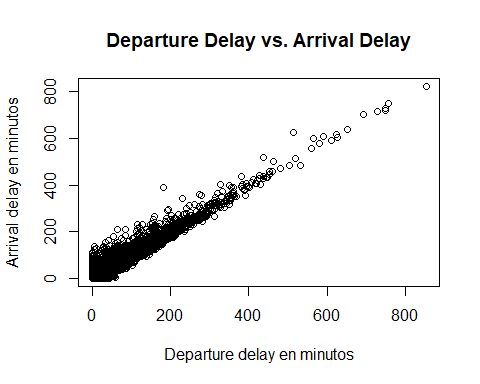 Departure Delay vs. Arrival Delay
Arrival delay en minutos
800
600
400
200
0
0 200 400 600 800
Departure delay en minutos